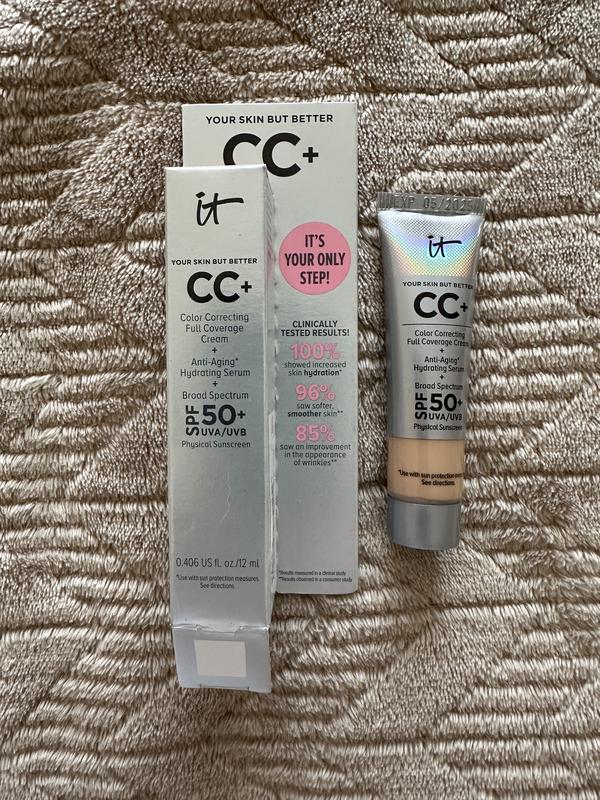 YOUR SKIN BUT BETTER
CC+
it
YOUR SKIN BUT BETTER
CC+
Color Correcting
Full Coverage
Cream
+
Anti-Aging*
Hydrating Serum
+
Broad Spectrum
SPF 50+
UVA/UVB
Physical Sunscreen
0.406 US fl. oz./12 ml
*Use with sun protection measures.
See directions.
IT'S
YOUR ONLY
STEP!
CLINICALLY
TESTED RESULTS!
100%
showed increased
skin hydration*
96%
saw softer,
smoother skin**
85%
saw an improvement
in the appearance
of wrinkles**
*Results measured in a clinical study
**Results observed in a consumer study
EXP 05/2025
it
YOUR SKIN BUT BETTER
CC+
Color Correcting
Full Coverage Cream
+
Anti-Aging*
Hydrating Serum
+
Broad Spectrum
SPF 50+
UVA/UVB
Physical Sunscreen
*Use with sun protection
See directions.